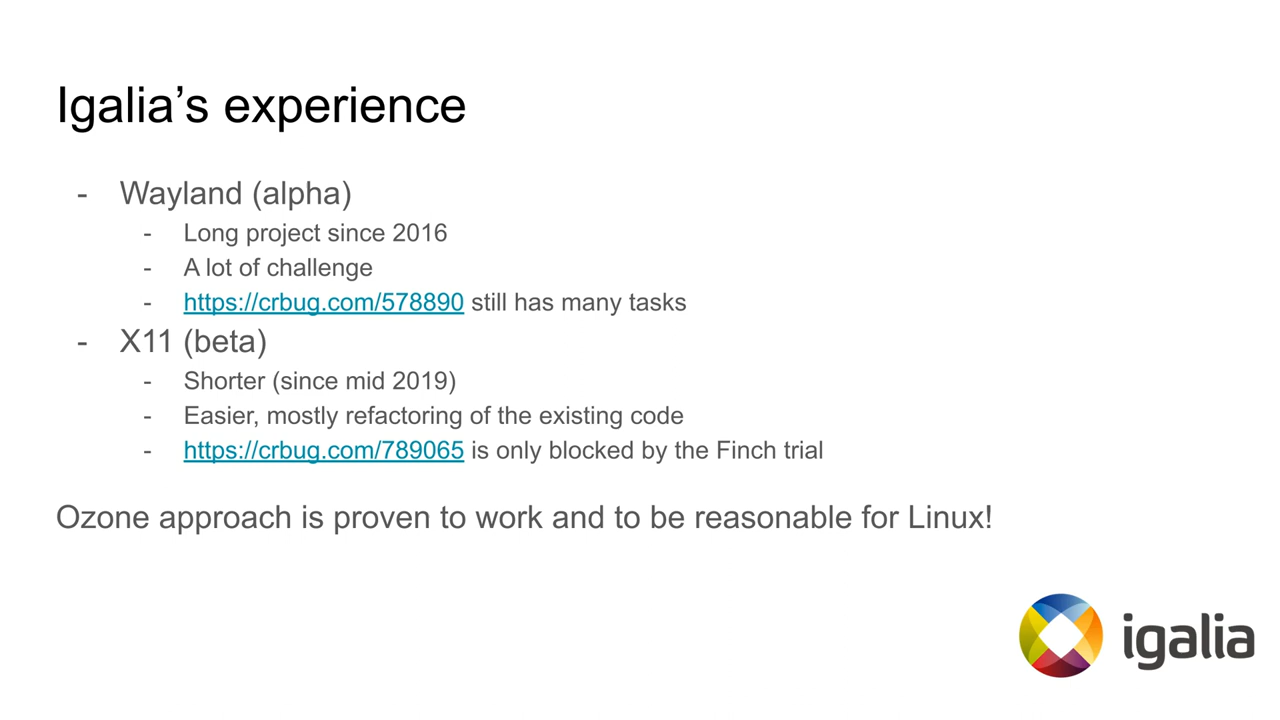 Igalia’s experience
- Wayland (alpha)
- Long project since 2016
- A lot of challenge
- https://crbug.com/578890 still has many tasks
- X11 (beta)
- Shorter (since mid 2019)
- Easier, mostly refactoring of the existing code
- https://crbug.com/789065 is only blocked by the Finch trial
Ozone approach is proven to work and to be reasonable for Linux!
igalia